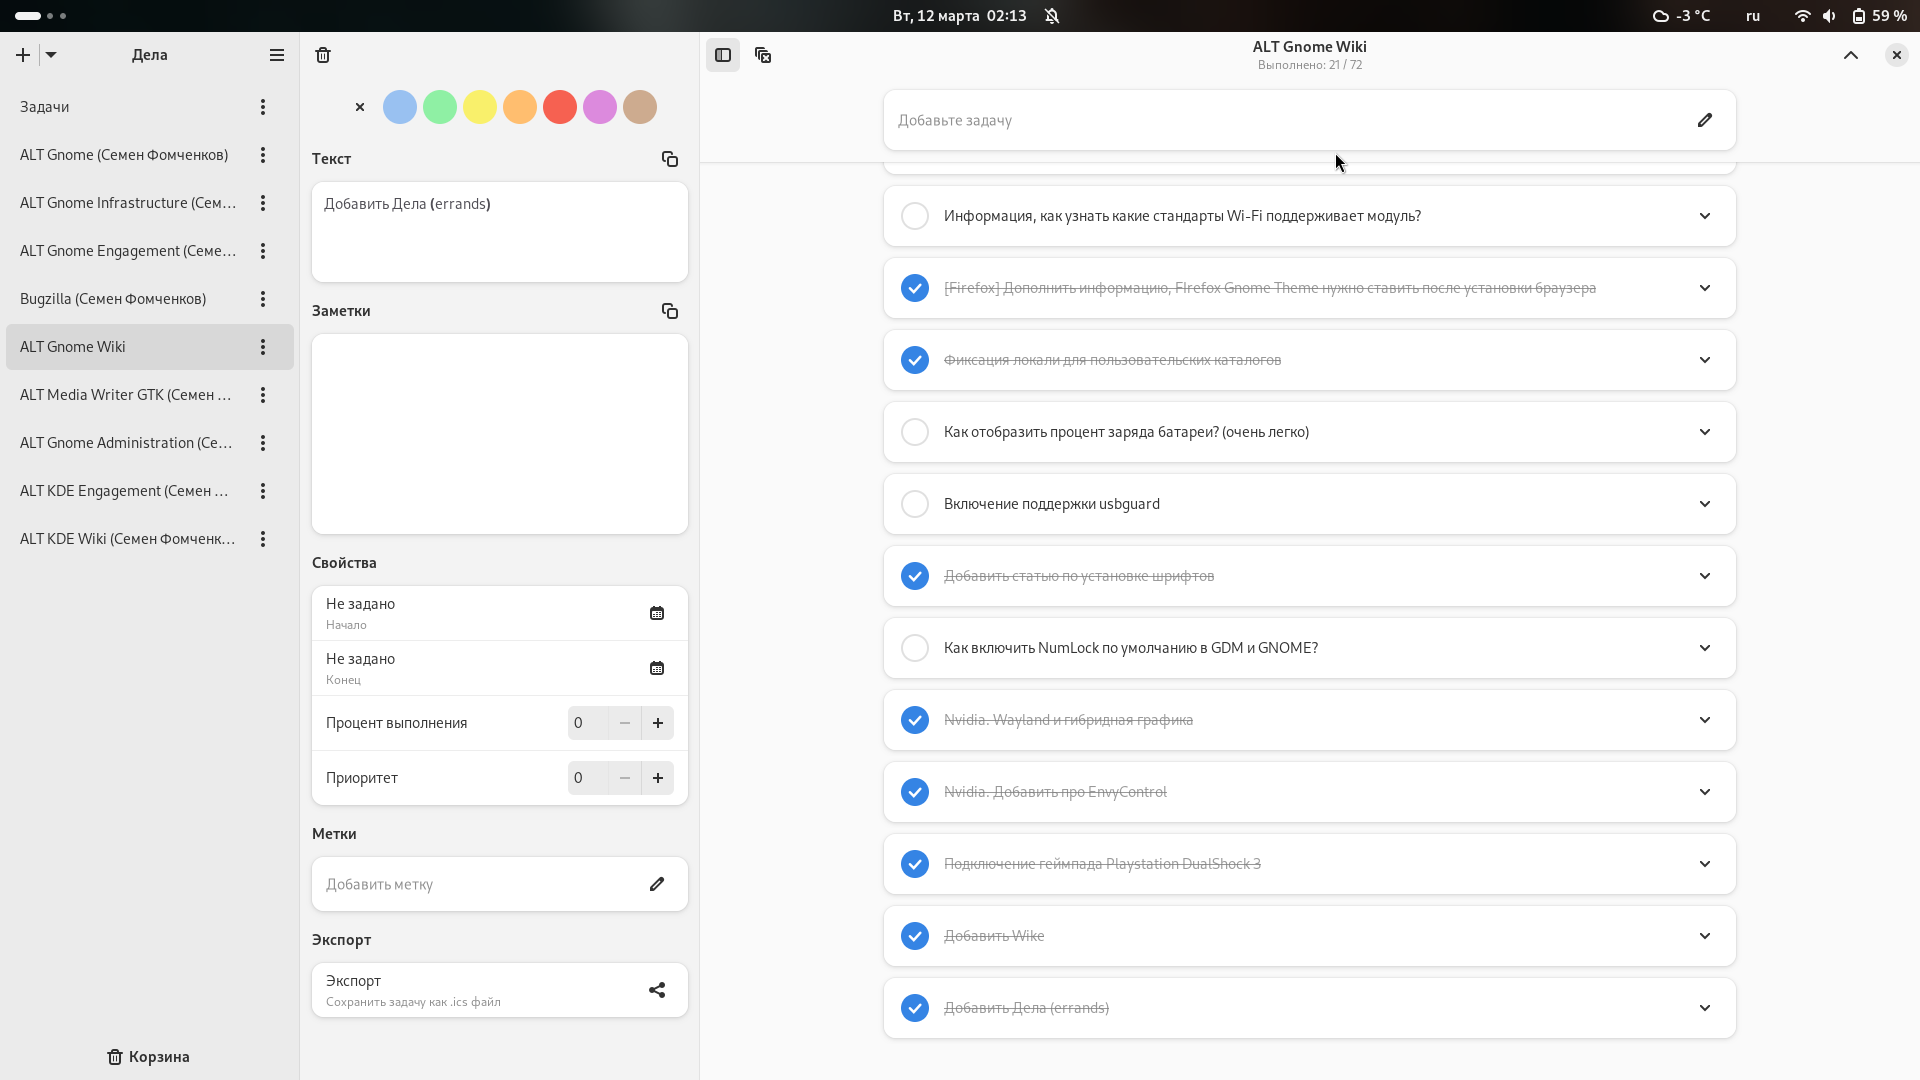 Вт, 12 марта 02:13
-3 °C
ru
59 %
Дела
Задачи
ALT Gnome (Семен Фомченков)
ALT Gnome Infrastructure (Сем…
ALT Gnome Engagement (Семе…
Bugzilla (Семен Фомченков)
ALT Gnome Wiki
ALT Media Writer GTK (Семен …
ALT Gnome Administration (Се…
ALT KDE Engagement (Семен …
ALT KDE Wiki (Семен Фомченк…
Корзина
Текст
Добавить Дела (errands)
Заметки
Свойства
Не задано
Начало
Не задано
Конец
Процент выполнения
0
Приоритет
0
Метки
Добавить метку
Экспорт
Экспорт
Сохранить задачу как .ics файл
ALT Gnome Wiki
Выполнено: 21 / 72
Добавьте задачу
Информация, как узнать какие стандарты Wi-Fi поддерживает модуль?
[Firefox] Дополнить информацию, FIrefox Gnome Theme нужно ставить после установки браузера
Фиксация локали для пользовательских каталогов
Как отобразить процент заряда батареи? (очень легко)
Включение поддержки usbguard
Добавить статью по установке шрифтов
Как включить NumLock по умолчанию в GDM и GNOME?
Nvidia. Wayland и гибридная графика
Nvidia. Добавить про EnvyControl
Подключение геймпада Playstation DualShock 3
Добавить Wike
Добавить Дела (errands)